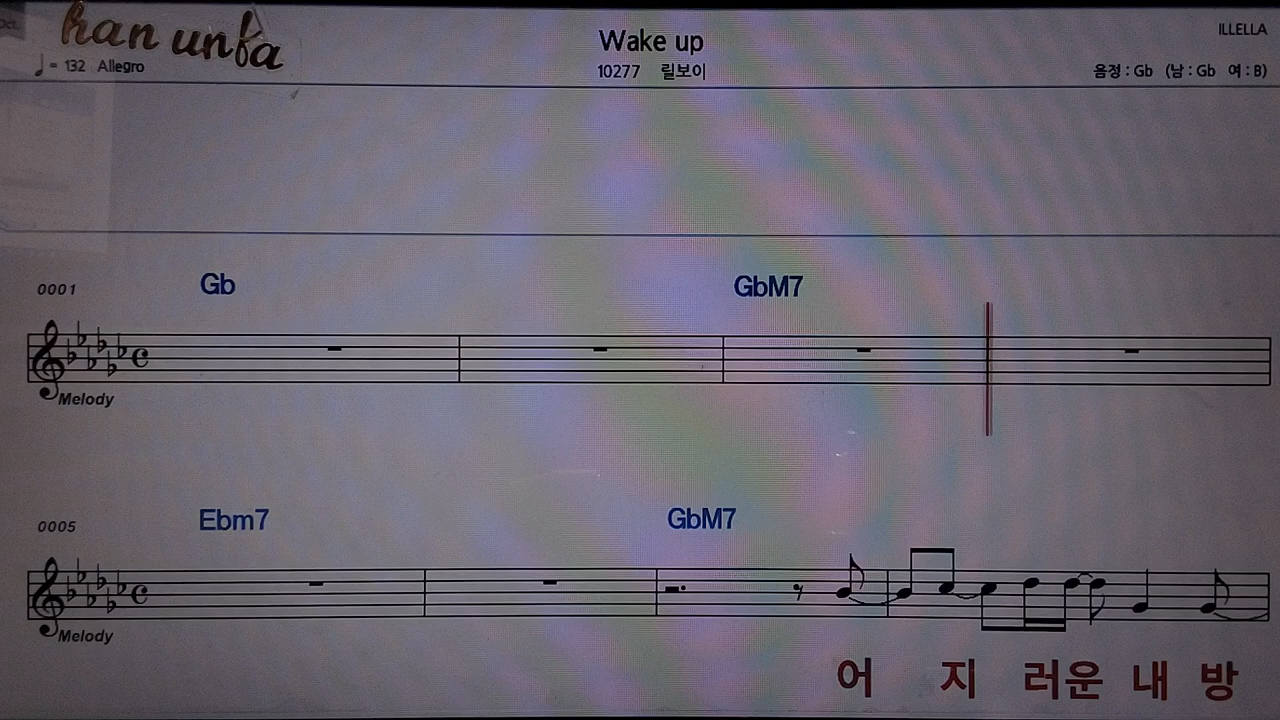 Oct.
han unfa
♩ = 132 Allegro
Wake up
10277 릴보이
ILLELLA
음정 : Gb (남 : Gb 여 : B)
0001
Gb
GbM7
Melody
0005
Ebm7
GbM7
Melody
어 지 러운 내 방